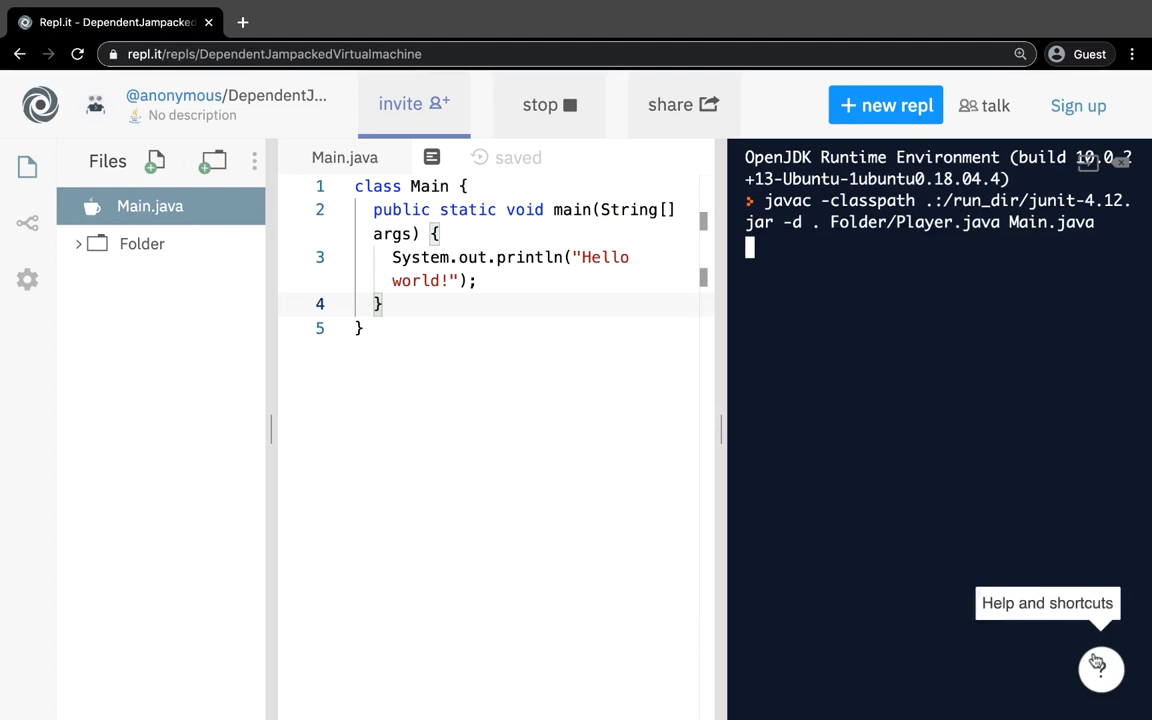 Repl.it - DependentJampacked
repl.it/repls/DependentJampackedVirtualmachine
Guest
@anonymous/DependentJ...
No description
invite
stop
share
+ new repl
talk
Sign up
Files
Main.java
Folder
Main.java
saved
1 class Main {
2 public static void main(String[]
args) {
3 System.out.println("Hello
world!");
4 }
5 }
OpenJDK Runtime Environment (build 10.0.2
+13-Ubuntu-1ubuntu0.18.04.4)
javac -classpath .:/run_dir/junit-4.12.
jar -d . Folder/Player.java Main.java
Help and shortcuts
?